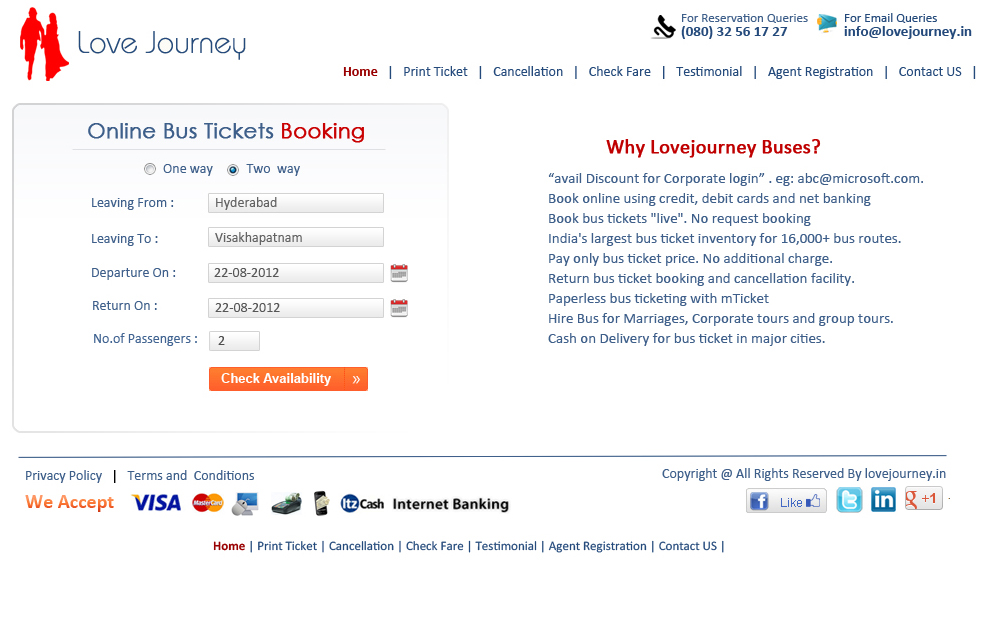 Love Journey
For Reservation Queries
(080) 32 56 17 27
For Email Queries
info@lovejourney.in
Home | Print Ticket | Cancellation | Check Fare | Testimonial | Agent Registration | Contact US |
Online Bus Tickets Booking
One way Two way
Leaving From : Hyderabad
Leaving To : Visakhapatnam
Departure On : 22-08-2012
Return On : 22-08-2012
No.of Passengers : 2
Check Availability »
Why Lovejourney Buses?
“avail Discount for Corporate login” . eg: abc@microsoft.com.
Book online using credit, debit cards and net banking
Book bus tickets "live". No request booking
India's largest bus ticket inventory for 16,000+ bus routes.
Pay only bus ticket price. No additional charge.
Return bus ticket booking and cancellation facility.
Paperless bus ticketing with mTicket
Hire Bus for Marriages, Corporate tours and group tours.
Cash on Delivery for bus ticket in major cities.
Privacy Policy | Terms and Conditions
Copyright @ All Rights Reserved By lovejourney.in
We Accept VISA MasterCard itz Cash Internet Banking
f Like t in g +1
Home | Print Ticket | Cancellation | Check Fare | Testimonial | Agent Registration | Contact US |